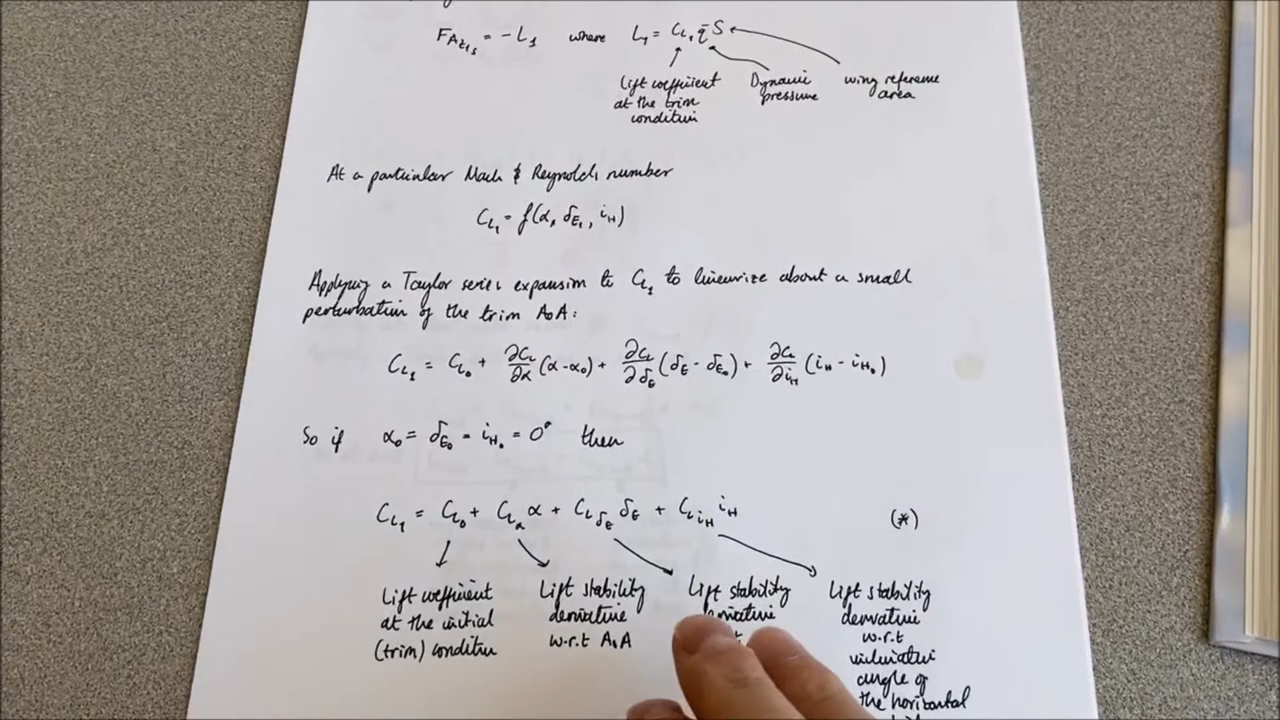 F_{A_{z_{1_s}}} = -L_1 where L_1 = C_{L_1} q̄ S
Lift coefficient at the trim condition
Dynamic pressure
wing reference area
At a particular Mach & Reynolds number
C_{L_1} = f(α, δ_{E_1}, i_H)
Applying a Taylor series expansion to C_{L_1} to linearize about a small
perturbation of the trim AoA:
C_{L_1} = C_{L_0} + ∂C_L/∂α (α-α_0) + ∂C_L/∂δ_E (δ_E - δ_{E_0}) + ∂C_L/∂i_H (i_H - i_{H_0})
So if α_0 = δ_{E_0} = i_{H_0} = 0° then
C_{L_1} = C_{L_0} + C_{L_α} α + C_{L_{δ_E}} δ_E + C_{L_{i_H}} i_H (*)
Lift coefficient
at the initial
(trim) condition
Lift stability
derivative
w.r.t AoA
Lift stability
derivative
Lift stability
derivative
w.r.t
inclination
angle of
the horizontal